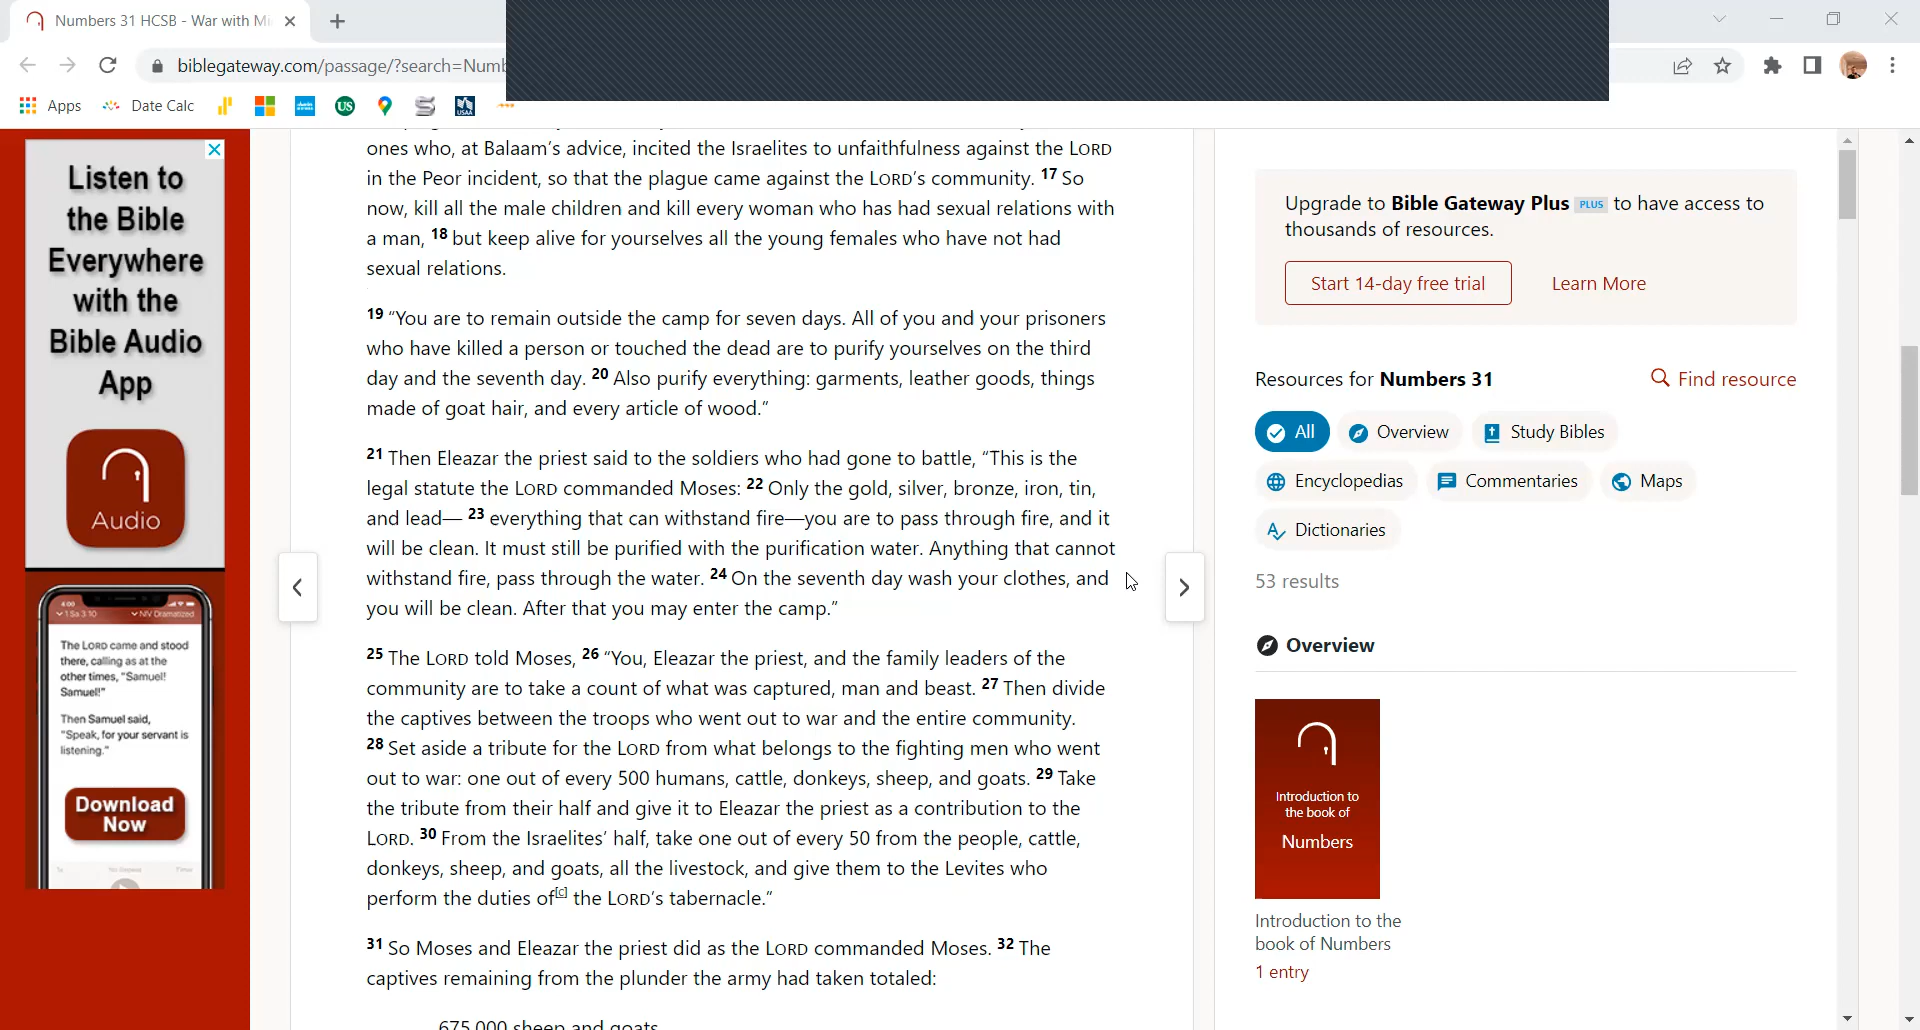 Numbers 31 HCSB - War with Mi
biblegateway.com/passage/?search=Numb
Apps
Date Calc
US
USAA
Listen to
the Bible
Everywhere
with the
Bible Audio
App
Audio
4:00
1 Sa 3:10
NIV Dramatized
The LORD came and stood
there, calling as at the
other times, "Samuel!
Samuel!"
Then Samuel said,
"Speak, for your servant is
listening."
Download
Now
ones who, at Balaam’s advice, incited the Israelites to unfaithfulness against the LORD
in the Peor incident, so that the plague came against the LORD’s community. 17 So
now, kill all the male children and kill every woman who has had sexual relations with
a man, 18 but keep alive for yourselves all the young females who have not had
sexual relations.
19 “You are to remain outside the camp for seven days. All of you and your prisoners
who have killed a person or touched the dead are to purify yourselves on the third
day and the seventh day. 20 Also purify everything: garments, leather goods, things
made of goat hair, and every article of wood.”
21 Then Eleazar the priest said to the soldiers who had gone to battle, “This is the
legal statute the LORD commanded Moses: 22 Only the gold, silver, bronze, iron, tin,
and lead— 23 everything that can withstand fire—you are to pass through fire, and it
will be clean. It must still be purified with the purification water. Anything that cannot
withstand fire, pass through the water. 24 On the seventh day wash your clothes, and
you will be clean. After that you may enter the camp.”
25 The LORD told Moses, 26 “You, Eleazar the priest, and the family leaders of the
community are to take a count of what was captured, man and beast. 27 Then divide
the captives between the troops who went out to war and the entire community.
28 Set aside a tribute for the LORD from what belongs to the fighting men who went
out to war: one out of every 500 humans, cattle, donkeys, sheep, and goats. 29 Take
the tribute from their half and give it to Eleazar the priest as a contribution to the
LORD. 30 From the Israelites’ half, take one out of every 50 from the people, cattle,
donkeys, sheep, and goats, all the livestock, and give them to the Levites who
perform the duties of[c] the LORD’s tabernacle.”
31 So Moses and Eleazar the priest did as the LORD commanded Moses. 32 The
captives remaining from the plunder the army had taken totaled:
675,000 sheep and goats
Upgrade to Bible Gateway Plus PLUS to have access to
thousands of resources.
Start 14-day free trial
Learn More
Resources for Numbers 31
Find resource
All
Overview
Study Bibles
Encyclopedias
Commentaries
Maps
Dictionaries
53 results
Overview
Introduction to
the book of
Numbers
Introduction to the
book of Numbers
1 entry